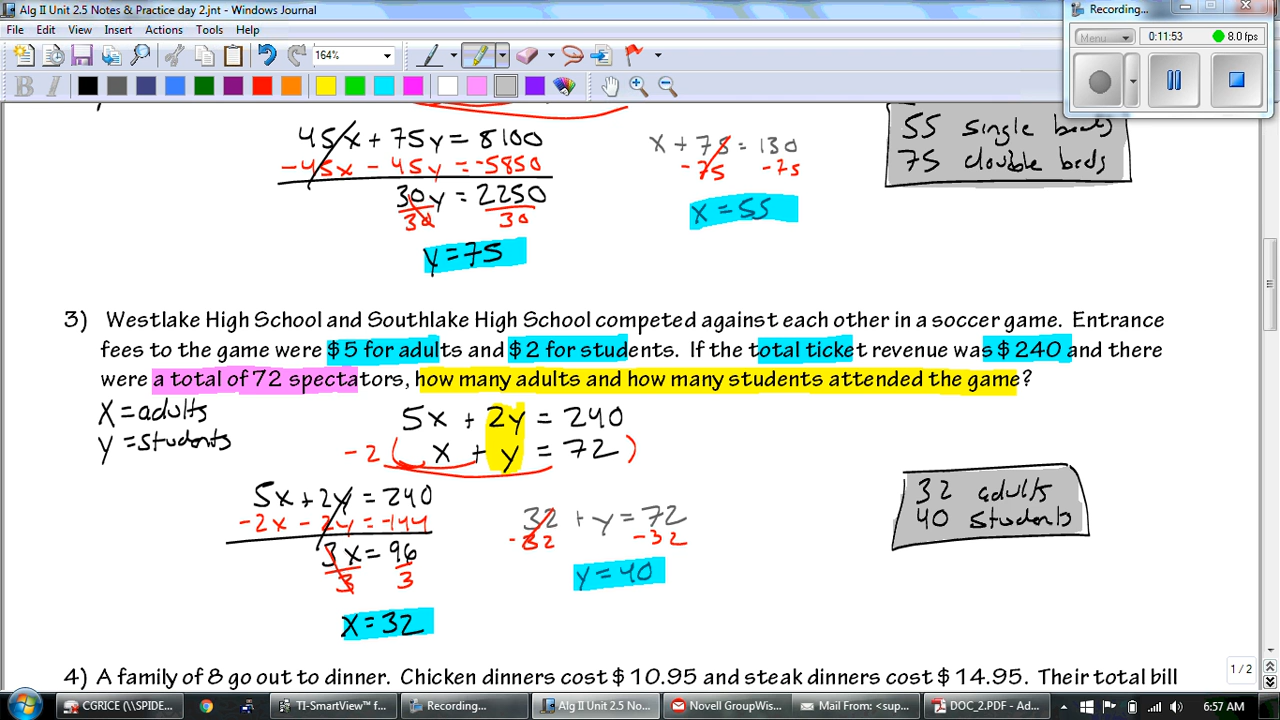 Alg II Unit 2.5 Notes & Practice day 2.jnt - Windows Journal
Recording...
File Edit View Insert Actions Tools Help
Menu
0:11:53
8.0 fps
164%
B I
45x + 75y = 8100
-45x - 45y = -5850
30y = 2250
30 30
y = 75
x + 75 = 130
-75 -75
x = 55
55 single beds
75 double beds
3) Westlake High School and Southlake High School competed against each other in a soccer game. Entrance
fees to the game were $5 for adults and $2 for students. If the total ticket revenue was $240 and there
were a total of 72 spectators, how many adults and how many students attended the game?
X = adults
y = students
5x + 2y = 240
-2( x + y = 72 )
5x + 2y = 240
-2x - 2y = -144
3x = 96
3 3
x = 32
32 + y = 72
-32 -32
y = 40
32 adults
40 students
4) A family of 8 go out to dinner. Chicken dinners cost $10.95 and steak dinners cost $14.95. Their total bill
1 / 2
CGRICE (\\SPIDE...
TI-SmartView™ f...
Recording...
Alg II Unit 2.5 No...
Novell GroupWis...
Mail From: <sup...
DOC_2.PDF - Ad...
6:57 AM